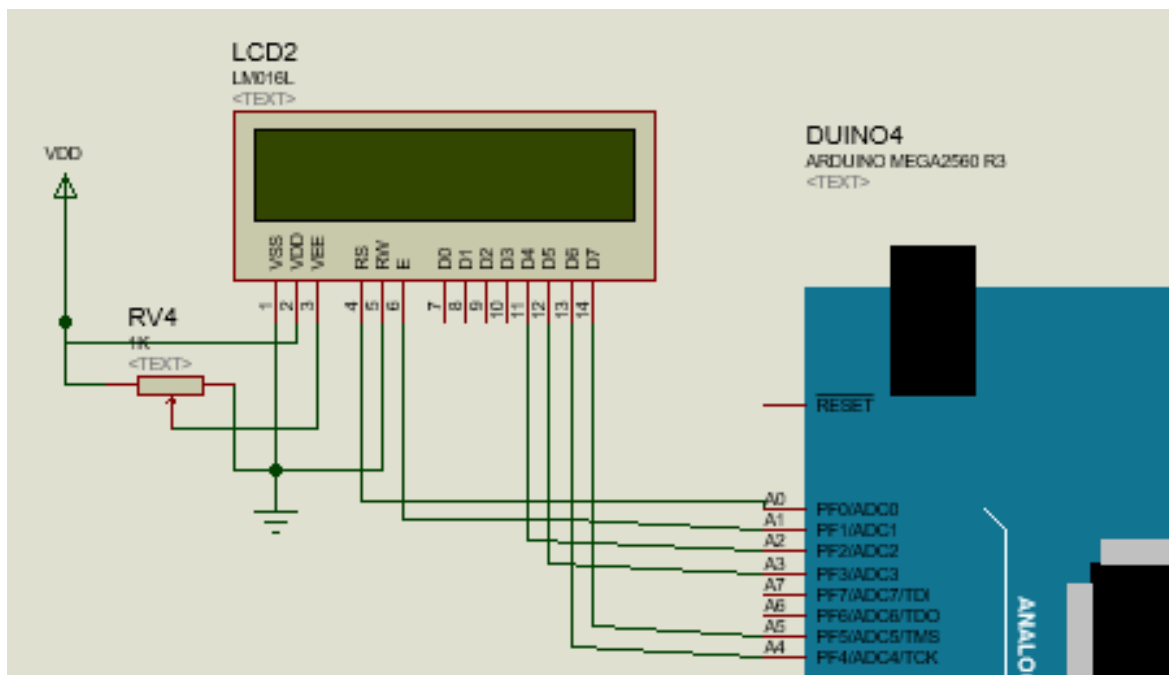 LCD2
LM016L
<TEXT>
VDD
DUINO4
ARDUINO MEGA2560 R3
<TEXT>
VSS
VDD
VEE
RS
RW
E
D0
D1
D2
D3
D4
D5
D6
D7
1
2
3
4
5
6
7
8
9
10
11
12
13
14
RV4
1K
<TEXT>
RESET
A0 PF0/ADC0
A1 PF1/ADC1
A2 PF2/ADC2
A3 PF3/ADC3
A7 PF7/ADC7/TDI
A6 PF6/ADC6/TDO
A5 PF5/ADC5/TMS
A4 PF4/ADC4/TCK
ANALO